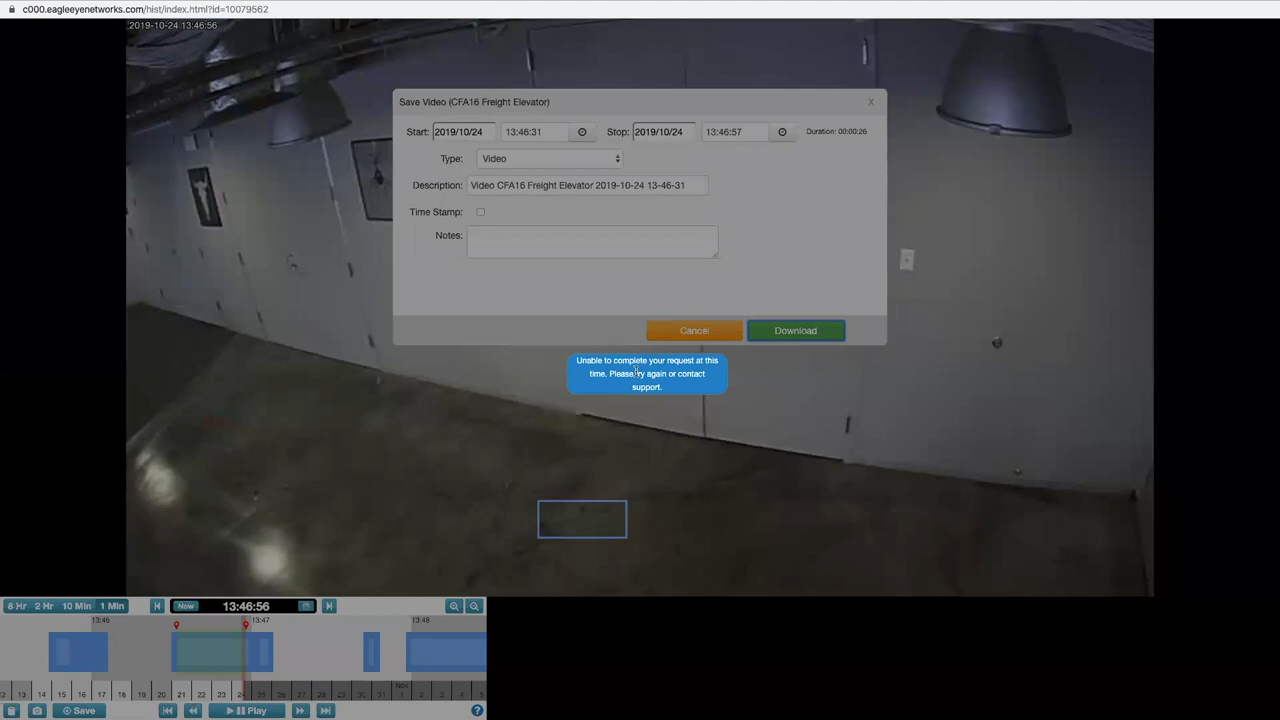 c000.eagleeyenetworks.com/hist/index.html?id=10079562
2019-10-24 13:46:56
Save Video (CFA16 Freight Elevator)
X
Start: 2019/10/24 13:46:31 Stop: 2019/10/24 13:46:57 Duration: 00:00:26
Type: Video
Description: Video CFA16 Freight Elevator 2019-10-24 13-46-31
Time Stamp:
Notes:
Cancel Download
Unable to complete your request at this
time. Please try again or contact
support.
8 Hr 2 Hr 10 Min 1 Min Now 13:46:56
13:46 13:47 13:48
Nov
12 13 14 15 16 17 18 19 20 21 22 23 24 25 26 27 28 29 30 31 1 2 3 4 5
Save Play ?